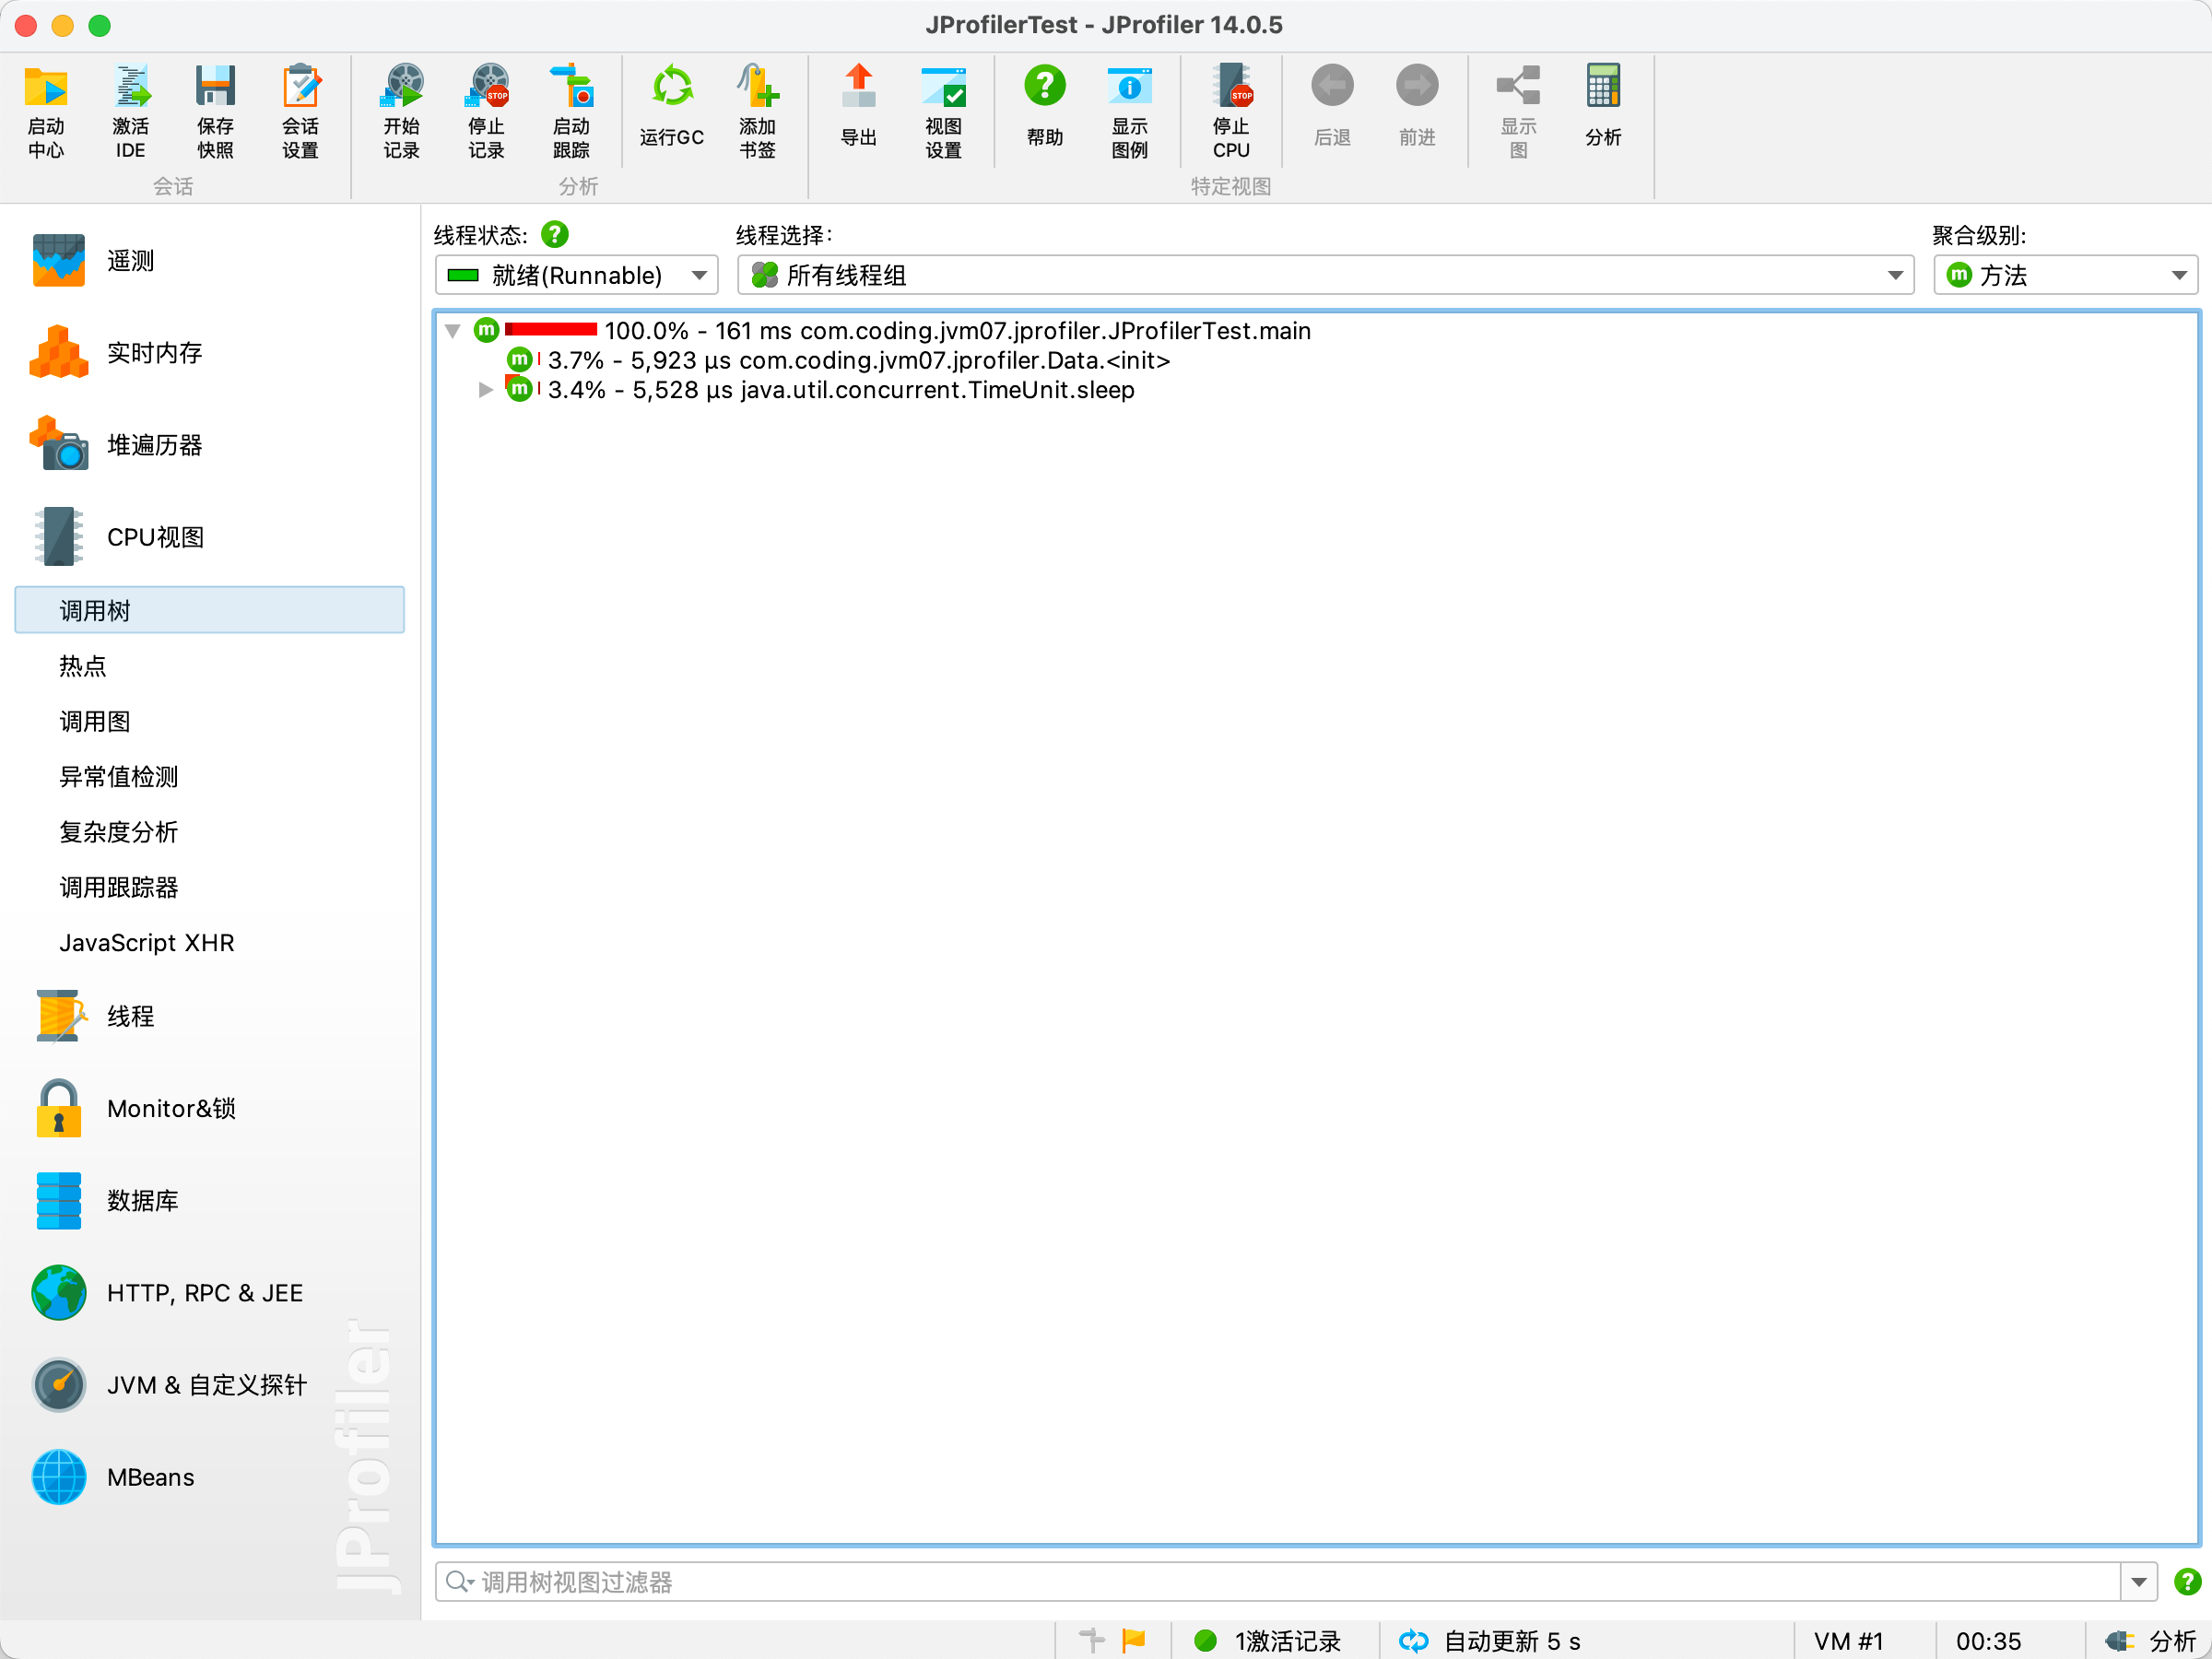 JProfilerTest - JProfiler 14.0.5
启动
中心
激活
IDE
保存
快照
会话
设置
会话
开始
记录
停止
记录
启动
跟踪
运行GC
添加
书签
分析
导出
视图
设置
帮助
显示
图例
停止
CPU
后退
前进
显示
图
分析
特定视图
遥测
实时内存
堆遍历器
CPU视图
调用树
热点
调用图
异常值检测
复杂度分析
调用跟踪器
JavaScript XHR
线程
Monitor&锁
数据库
HTTP, RPC & JEE
JVM & 自定义探针
MBeans
JProfiler
线程状态:
线程选择:
聚合级别:
就绪(Runnable)
所有线程组
m 方法
m 100.0% - 161 ms com.coding.jvm07.jprofiler.JProfilerTest.main
m 3.7% - 5,923 µs com.coding.jvm07.jprofiler.Data.<init>
m 3.4% - 5,528 µs java.util.concurrent.TimeUnit.sleep
调用树视图过滤器
1激活记录
自动更新 5 s
VM #1
00:35
分析